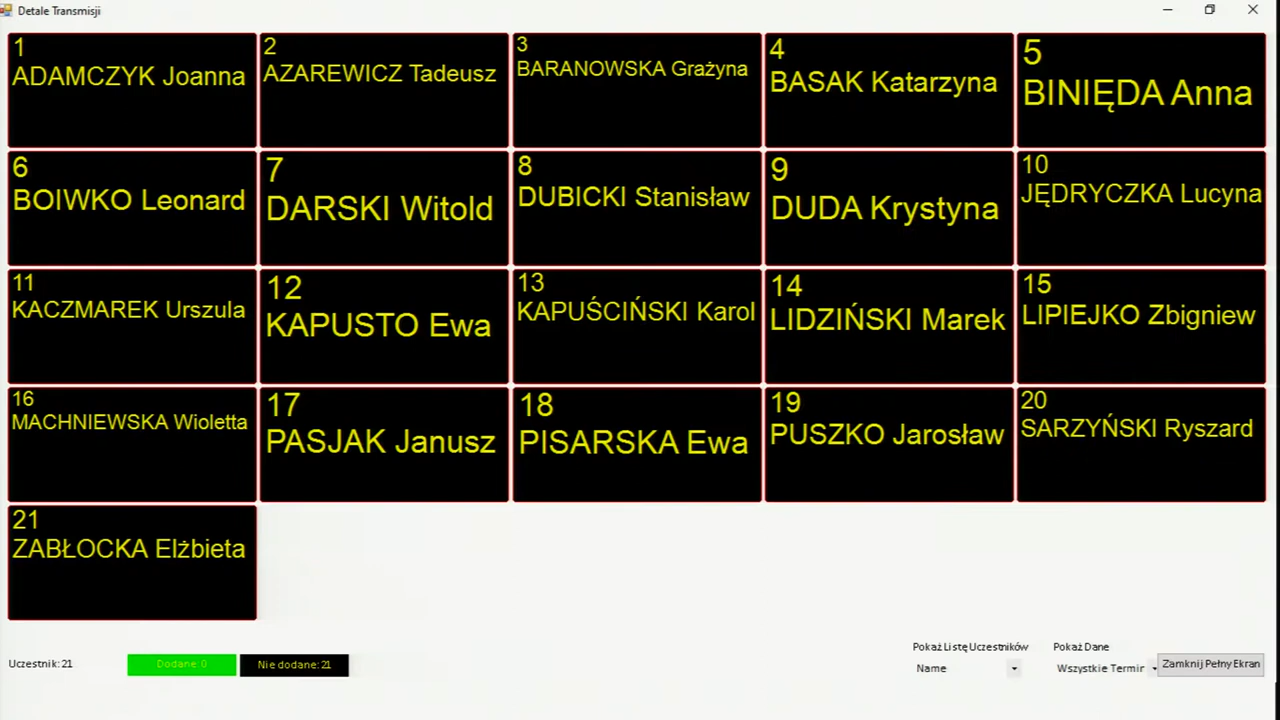 Detale Transmisji
1
ADAMCZYK Joanna
2
AZAREWICZ Tadeusz
3
BARANOWSKA Grażyna
4
BASAK Katarzyna
5
BINIĘDA Anna
6
BOIWKO Leonard
7
DARSKI Witold
8
DUBICKI Stanisław
9
DUDA Krystyna
10
JĘDRYCZKA Lucyna
11
KACZMAREK Urszula
12
KAPUSTO Ewa
13
KAPUŚCIŃSKI Karol
14
LIDZIŃSKI Marek
15
LIPIEJKO Zbigniew
16
MACHNIEWSKA Wioletta
17
PASJAK Janusz
18
PISARSKA Ewa
19
PUSZKO Jarosław
20
SARZYŃSKI Ryszard
21
ZABŁOCKA Elżbieta
Uczestnik: 21
Dodane: 0
Nie dodane: 21
Pokaż Listę Uczestników
Name
Pokaż Dane
Wszystkie Termir
Zamknij Pełny Ekran